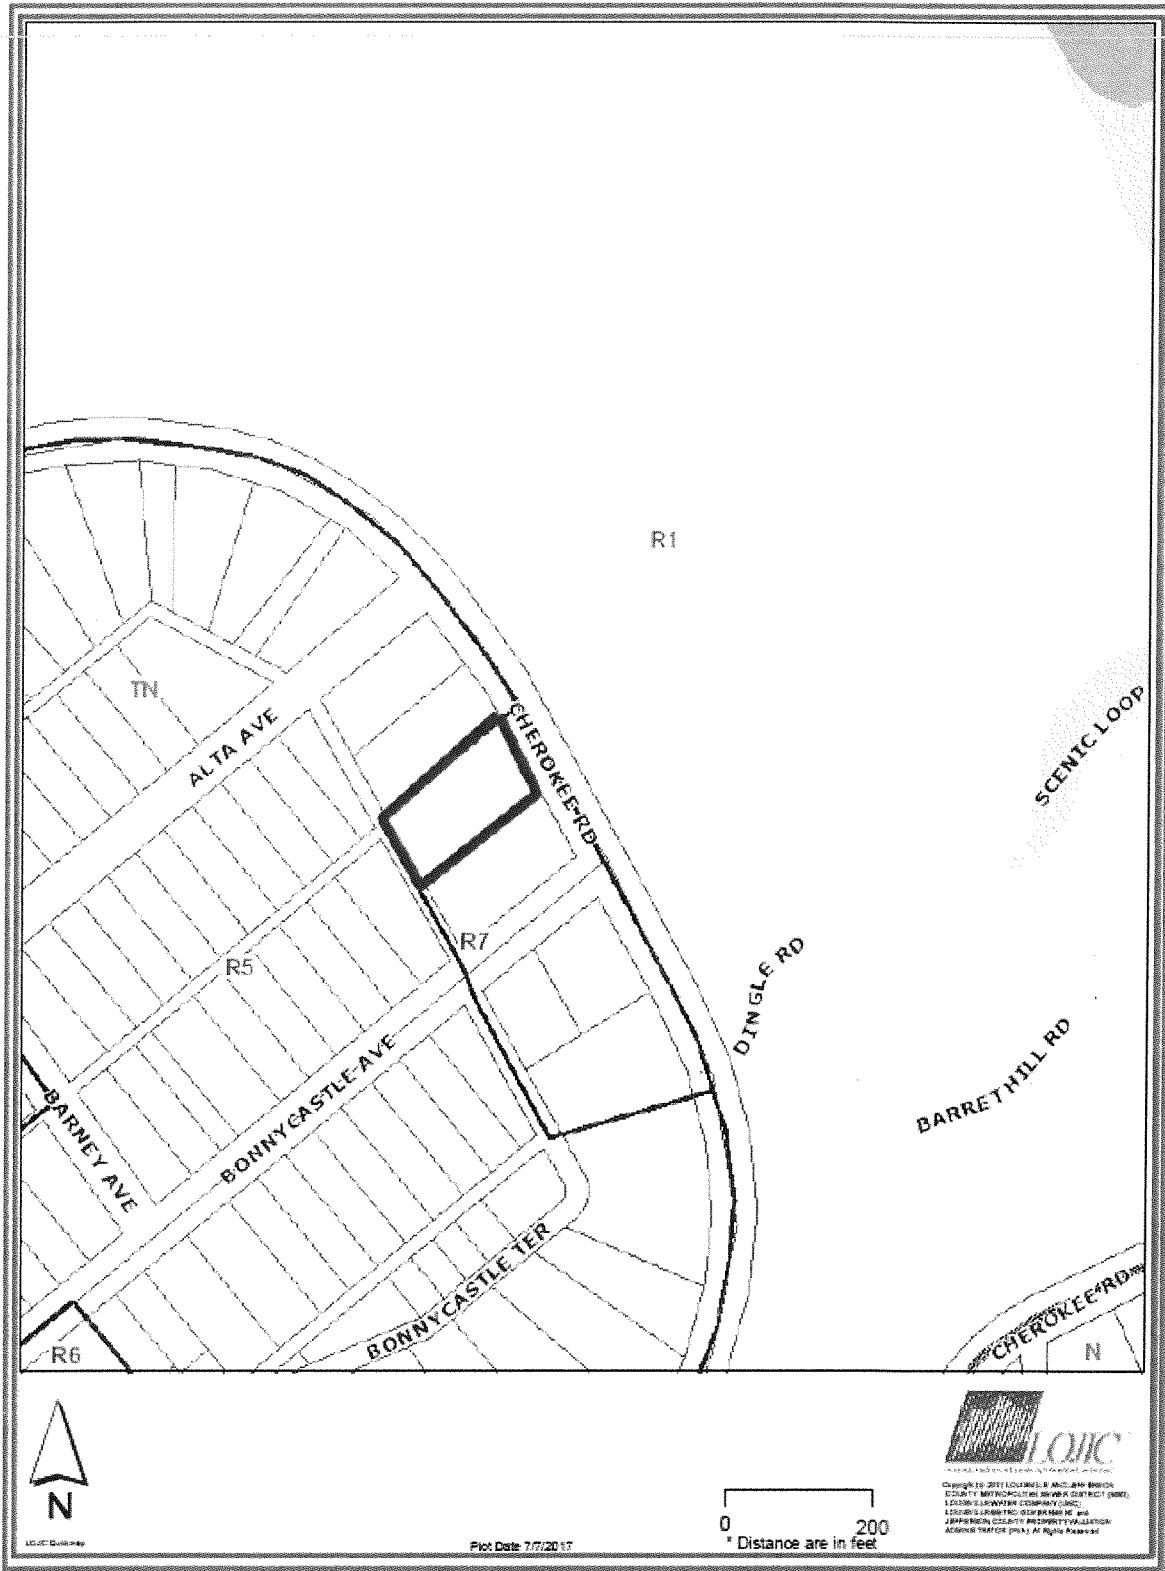 R1
TN
ALTA AVE
CHEROKEE RD
SCENIC LOOP
R7
R5
DINGLE RD
BARRET HILL RD
BARNEY AVE
BONNYCASTLE AVE
BONNYCASTLE TER
CHEROKEE RD
R6
N
N
LOJIC
0 200
* Distance are in feet
Plot Date 7/7/2017